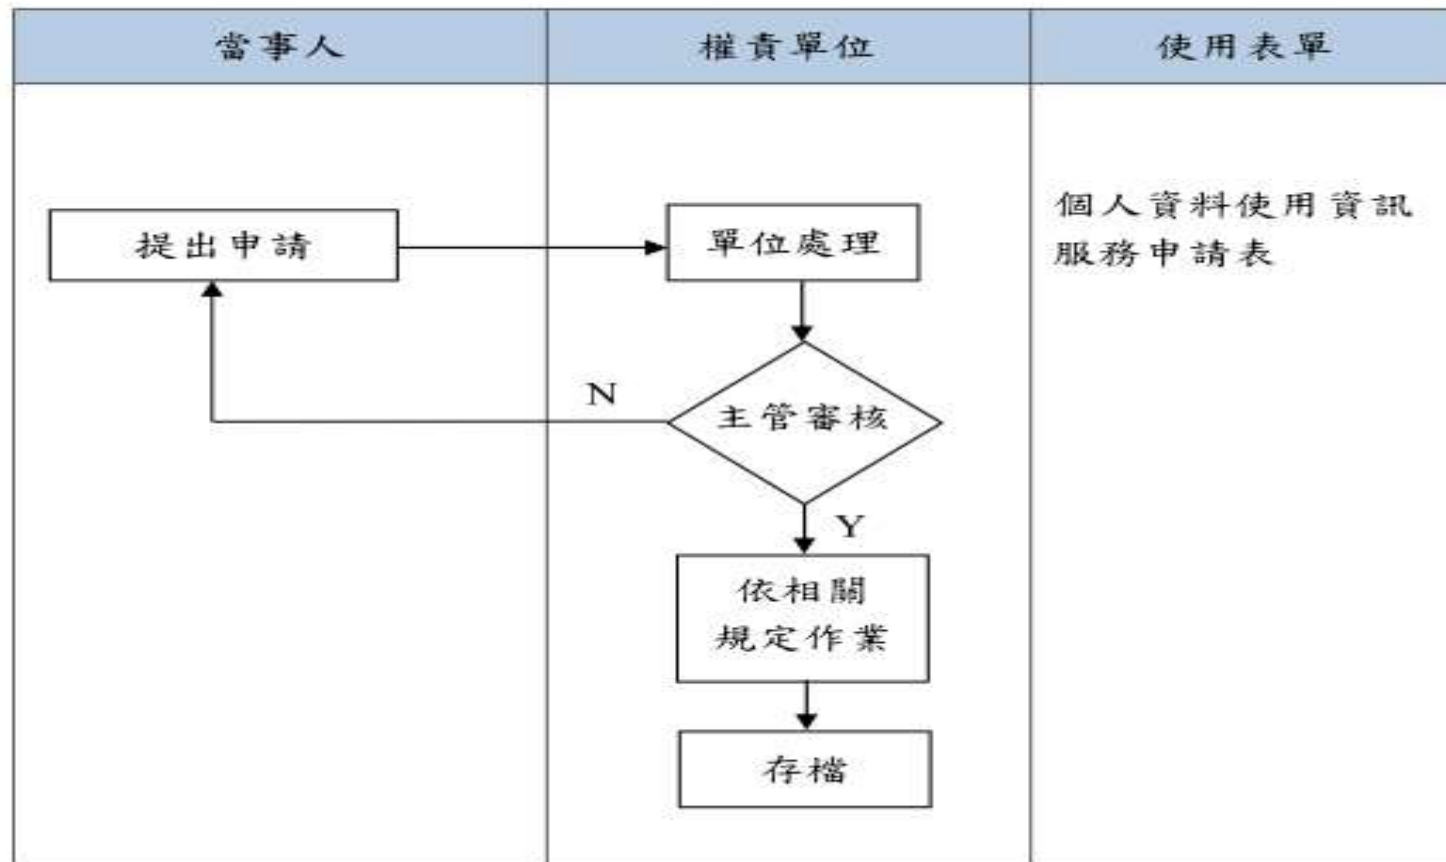 當事人
權責單位
使用表單
提出申請
單位處理
個人資料使用資訊
服務申請表
N
主管審核
Y
依相關
規定作業
存檔